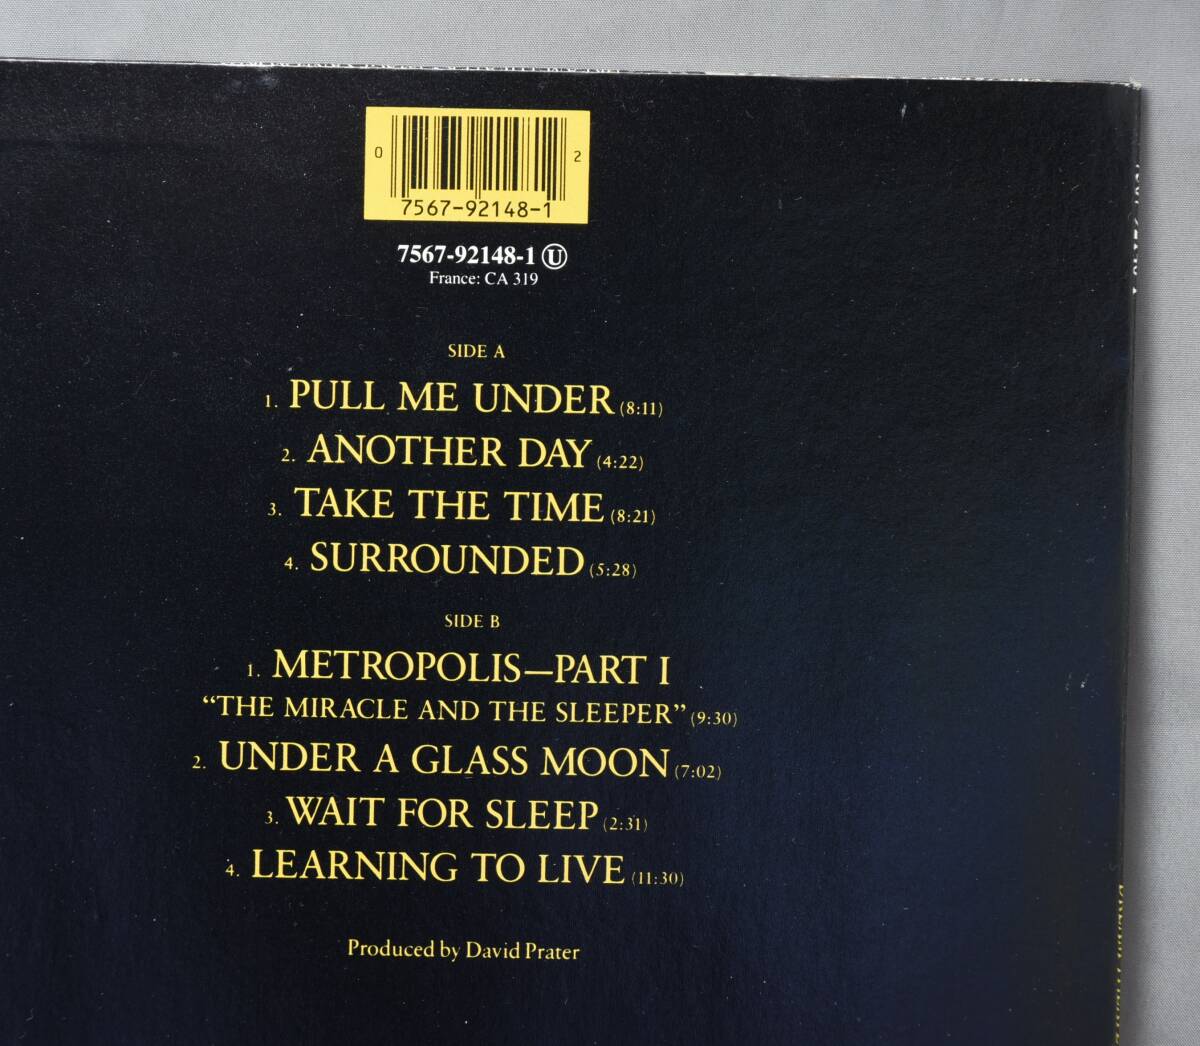 0 2
7567-92148-1
7567-92148-1 Ⓤ
France: CA 319
SIDE A
1. PULL ME UNDER (8:11)
2. ANOTHER DAY (4:22)
3. TAKE THE TIME (8:21)
4. SURROUNDED (5:28)
SIDE B
1. METROPOLIS—PART I
“THE MIRACLE AND THE SLEEPER” (9:30)
2. UNDER A GLASS MOON (7:02)
3. WAIT FOR SLEEP (2:31)
4. LEARNING TO LIVE (11:30)
Produced by David Prater